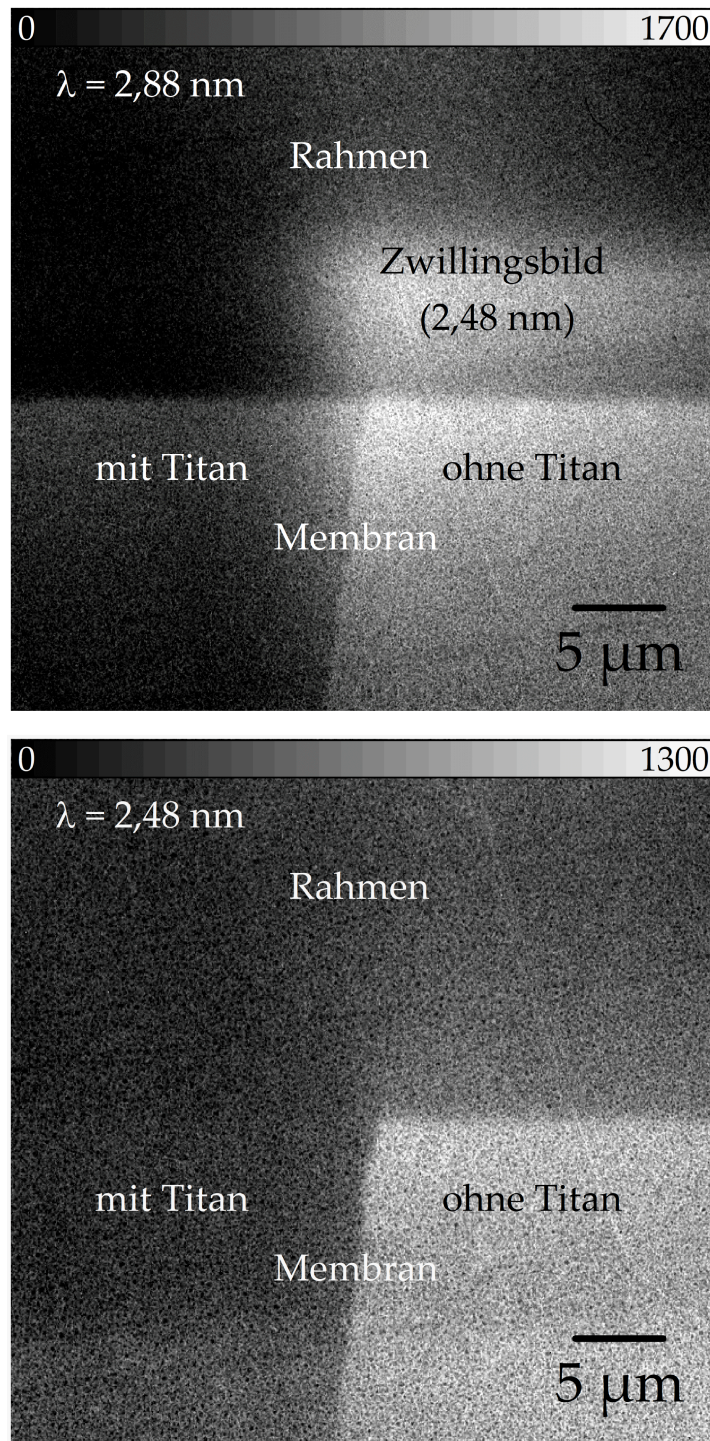 0 1700
λ = 2,88 nm
Rahmen
Zwillingsbild
(2,48 nm)
mit Titan ohne Titan
Membran
5 µm
0 1300
λ = 2,48 nm
Rahmen
mit Titan ohne Titan
Membran
5 µm